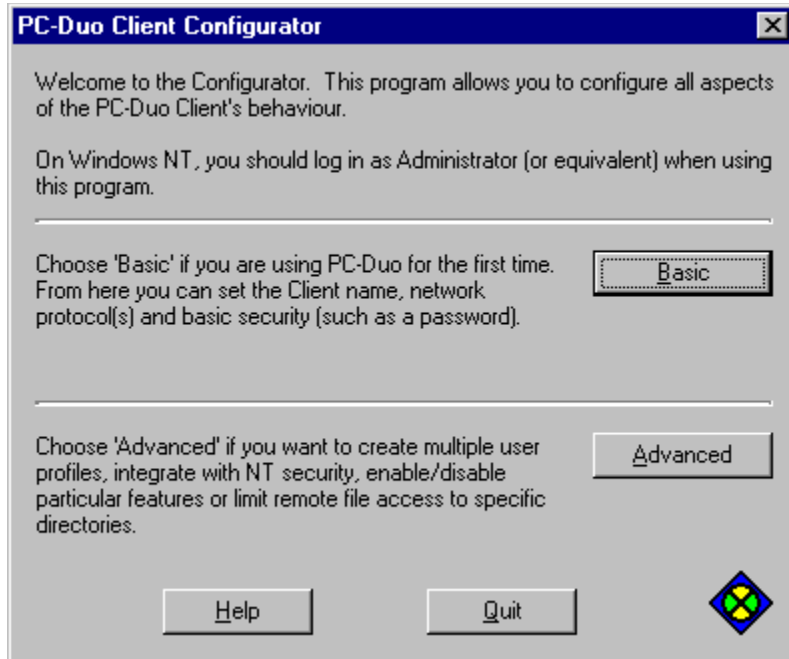 PC-Duo Client Configurator
Welcome to the Configurator. This program allows you to configure all aspects
of the PC-Duo Client's behaviour.
On Windows NT, you should log in as Administrator (or equivalent) when using
this program.
Choose 'Basic' if you are using PC-Duo for the first time.
From here you can set the Client name, network
protocol(s) and basic security (such as a password).
Basic
Choose 'Advanced' if you want to create multiple user
profiles, integrate with NT security, enable/disable
particular features or limit remote file access to specific
directories.
Advanced
Help
Quit